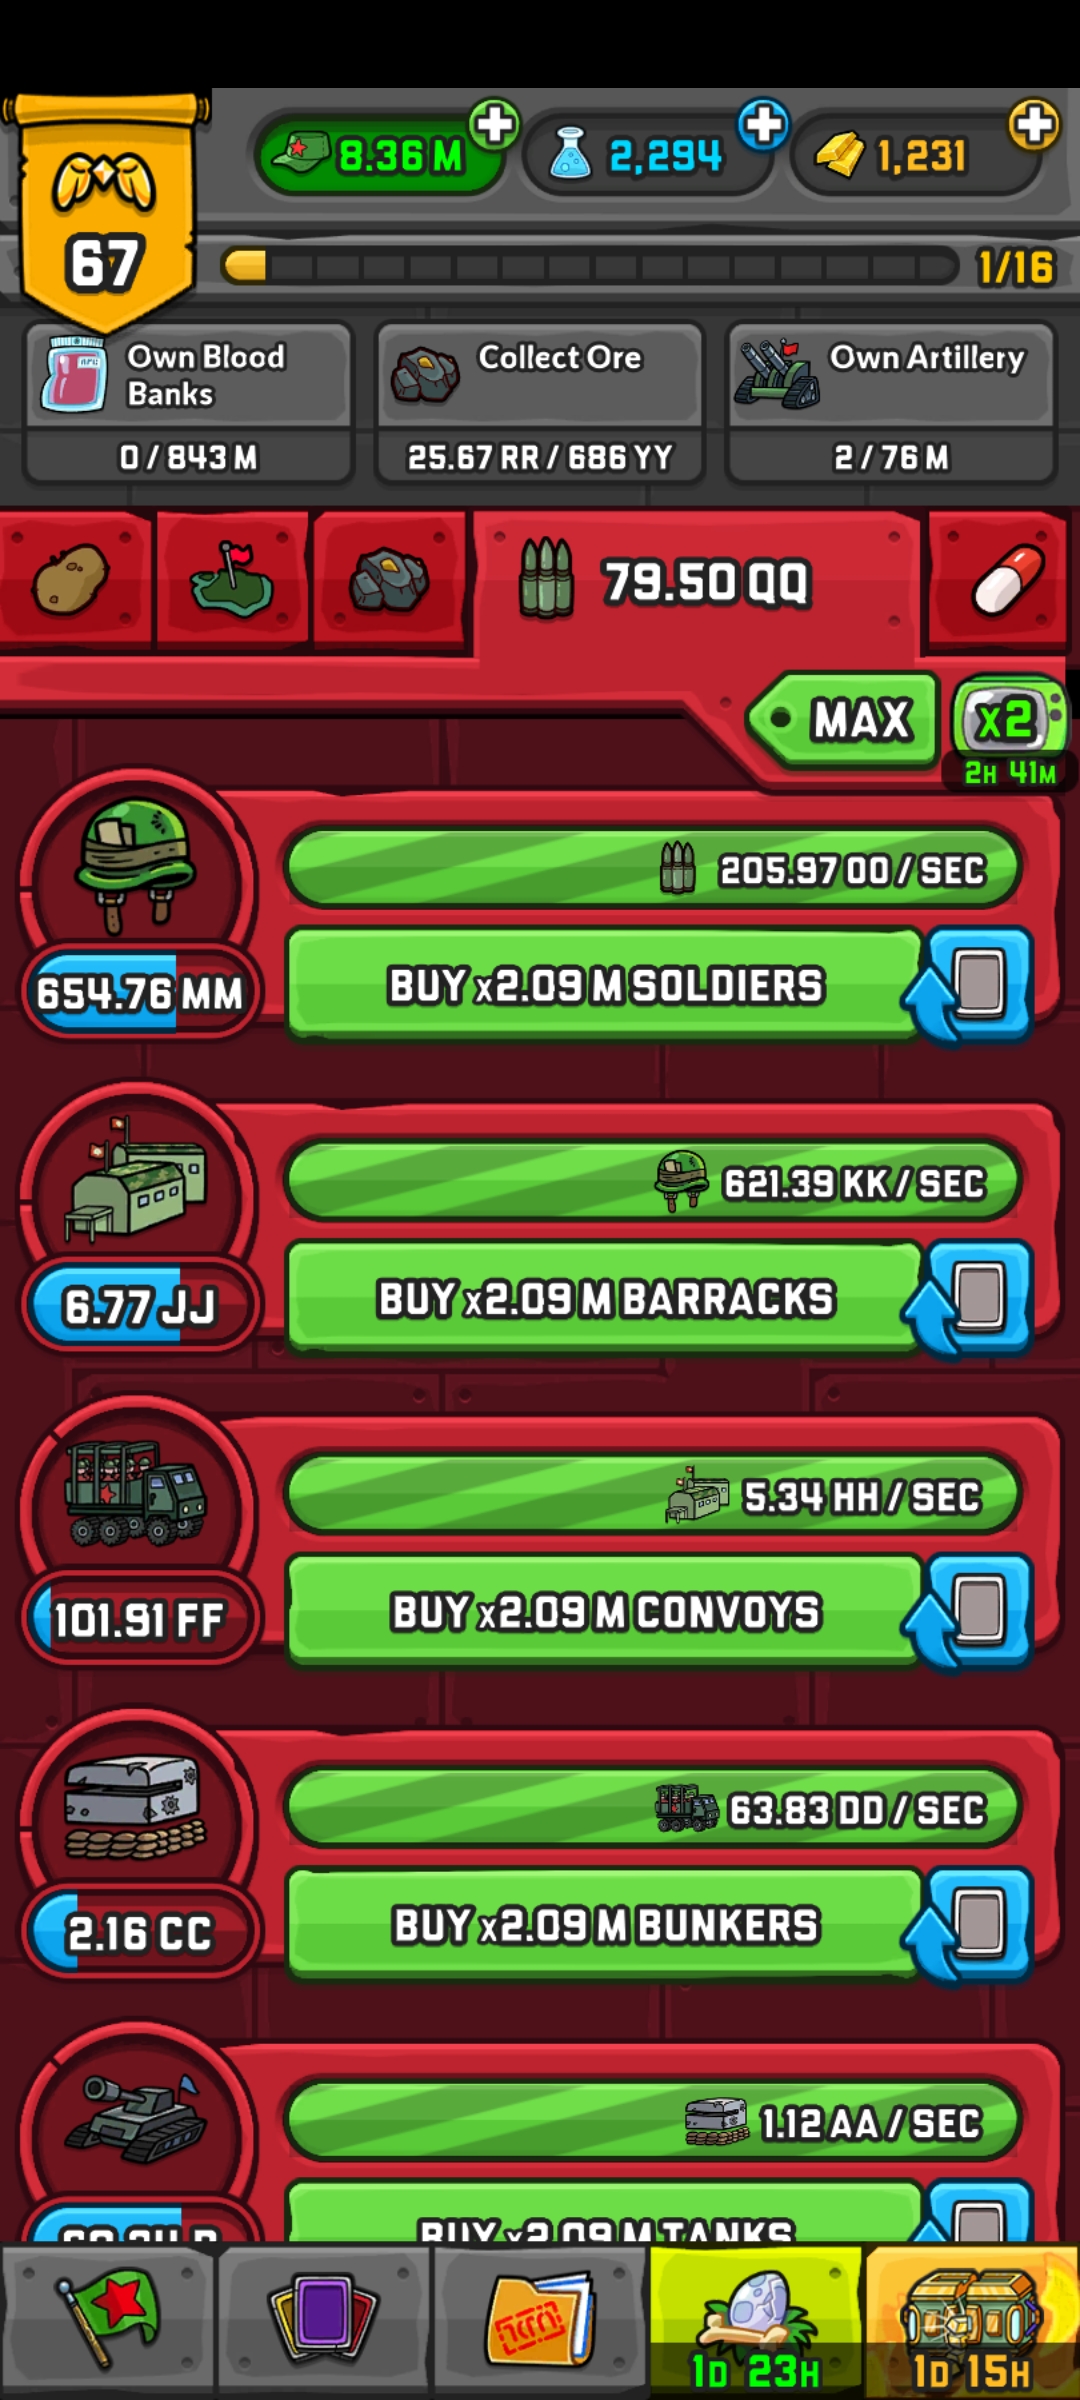 8.36 M
2,294
1,231
67
1/16
Own Blood
Banks
0 / 843 M
Collect Ore
25.67 RR / 686 YY
Own Artillery
2 / 76 M
79.50 QQ
MAX
x2
2H 41M
205.97 OO / SEC
654.76 MM
BUY x2.09 M SOLDIERS
621.39 KK / SEC
6.77 JJ
BUY x2.09 M BARRACKS
5.34 HH / SEC
101.91 FF
BUY x2.09 M CONVOYS
63.83 DD / SEC
2.16 CC
BUY x2.09 M BUNKERS
1.12 AA / SEC
BUY x2.09 M TANKS
1D 23H
1D 15H